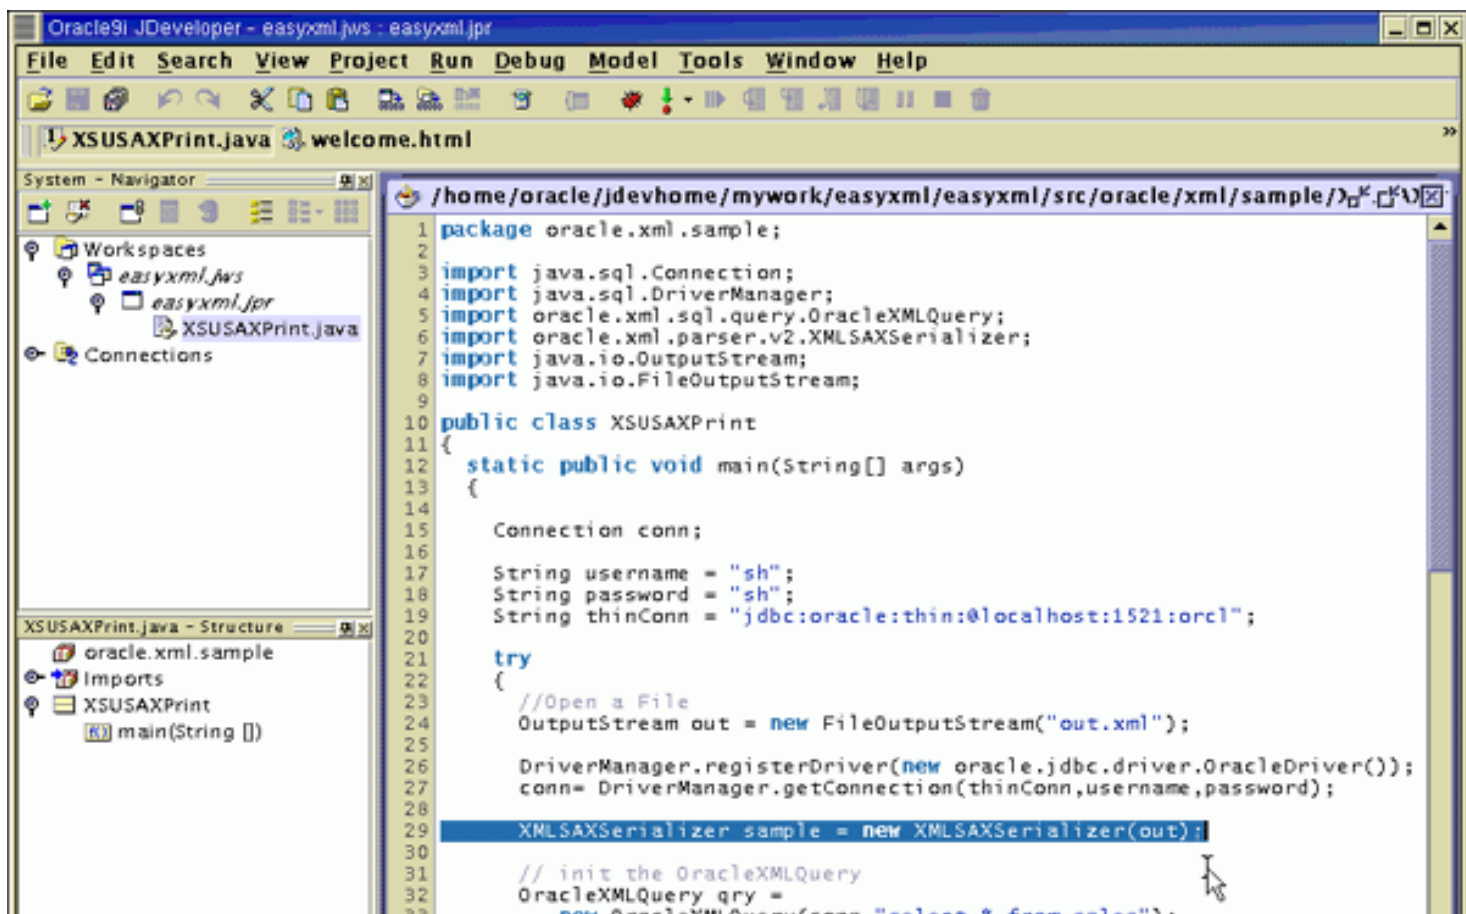 Oracle9i JDeveloper - easyxml.jws : easyxml.jpr
File Edit Search View Project Run Debug Model Tools Window Help
XSUSAXPrint.java welcome.html
System - Navigator
Workspaces
easyxml.jws
easyxml.jpr
XSUSAXPrint.java
Connections
XSUSAXPrint.java - Structure
oracle.xml.sample
Imports
XSUSAXPrint
main(String [])
/home/oracle/jdevhome/mywork/easyxml/easyxml/src/oracle/xml/sample/
1 package oracle.xml.sample;
2
3 import java.sql.Connection;
4 import java.sql.DriverManager;
5 import oracle.xml.sql.query.OracleXMLQuery;
6 import oracle.xml.parser.v2.XMLSAXSerializer;
7 import java.io.OutputStream;
8 import java.io.FileOutputStream;
9
10 public class XSUSAXPrint
11 {
12 static public void main(String[] args)
13 {
14
15 Connection conn;
16
17 String username = "sh";
18 String password = "sh";
19 String thinConn = "jdbc:oracle:thin:@localhost:1521:orcl";
20
21 try
22 {
23 //Open a File
24 OutputStream out = new FileOutputStream("out.xml");
25
26 DriverManager.registerDriver(new oracle.jdbc.driver.OracleDriver());
27 conn= DriverManager.getConnection(thinConn,username,password);
28
29 XMLSAXSerializer sample = new XMLSAXSerializer(out);
30
31 // init the OracleXMLQuery
32 OracleXMLQuery qry =